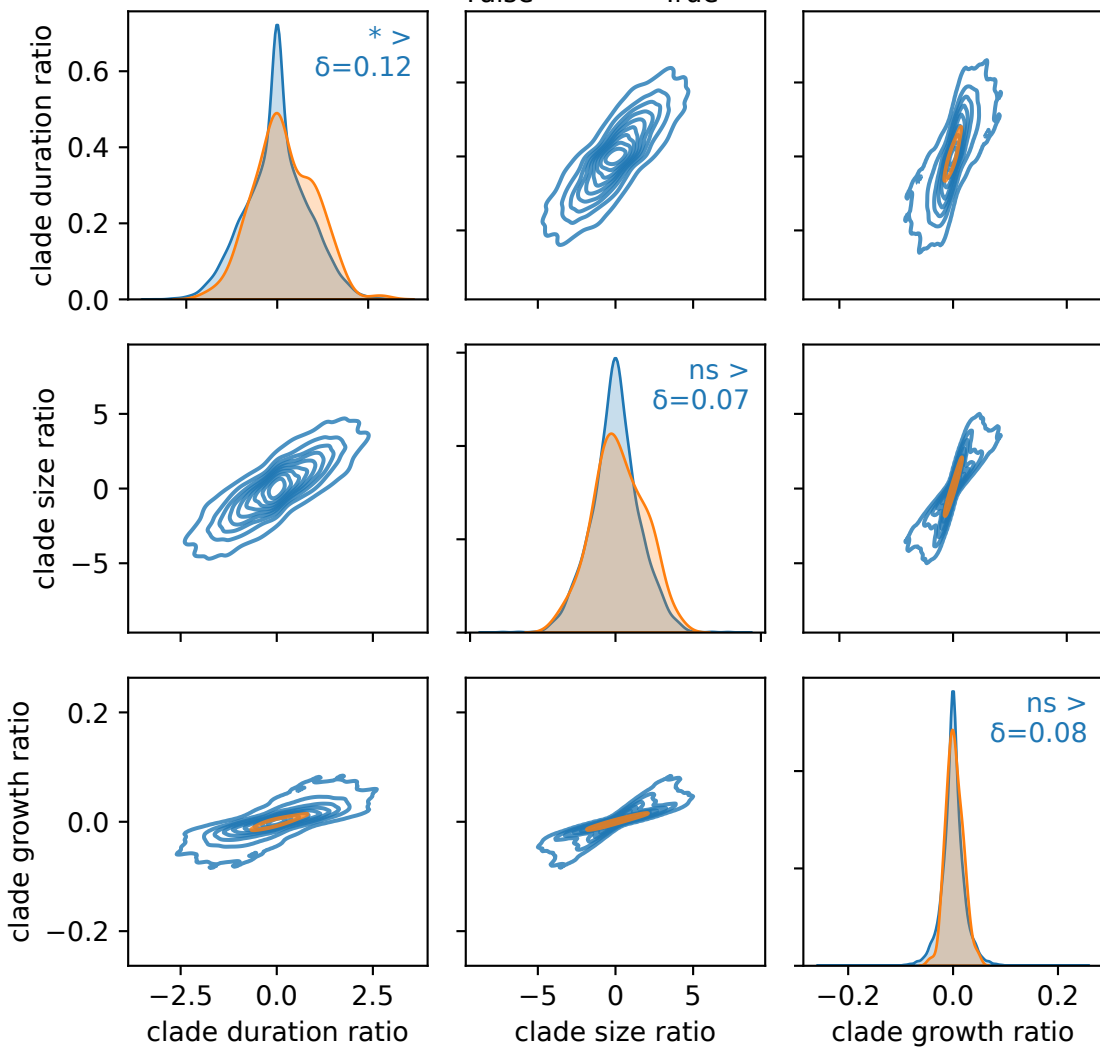 True
clade duration ratio
0.6
0.4
0.2
0.0
* >
δ=0.12
clade size ratio
5
0
−5
ns >
δ=0.07
clade growth ratio
0.2
0.0
−0.2
ns >
δ=0.08
−2.5 0.0 2.5
−5 0 5
−0.2 0.0 0.2
clade duration ratio
clade size ratio
clade growth ratio